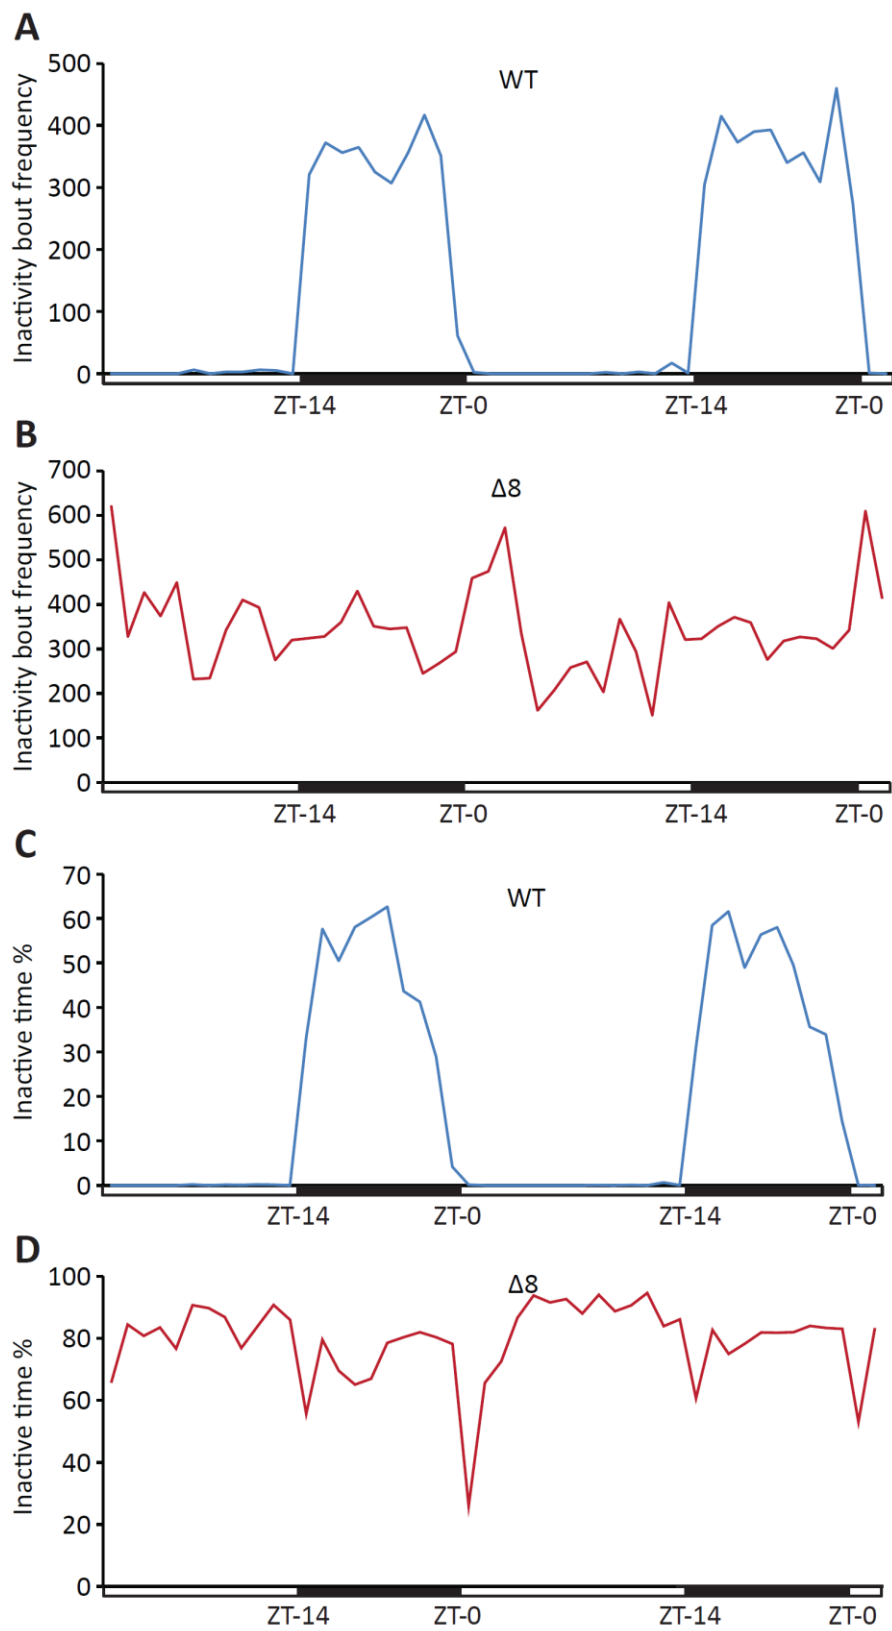 A
Inactivity bout frequency
WT
500
400
300
200
100
0
ZT-14 ZT-0 ZT-14 ZT-0
B
Inactivity bout frequency
Δ8
700
600
500
400
300
200
100
0
ZT-14 ZT-0 ZT-14 ZT-0
C
Inactive time %
WT
70
60
50
40
30
20
10
0
ZT-14 ZT-0 ZT-14 ZT-0
D
Inactive time %
Δ8
100
80
60
40
20
0
ZT-14 ZT-0 ZT-14 ZT-0